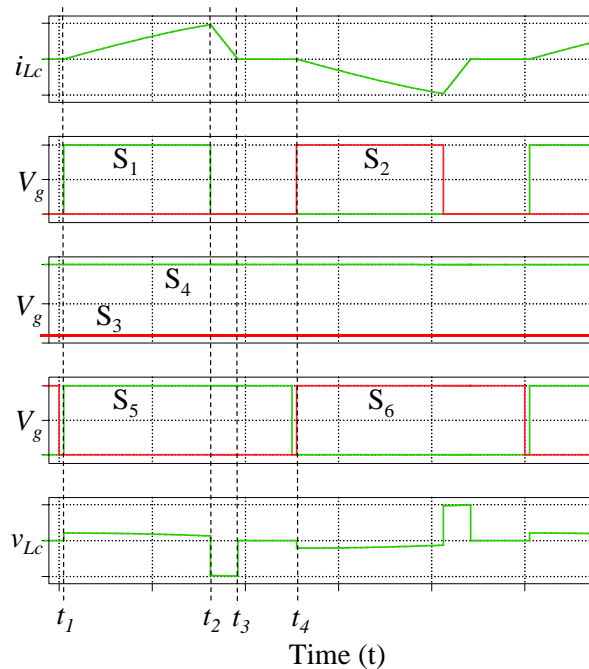 i_Lc
V_g
S_1
S_2
V_g
S_4
S_3
V_g
S_5
S_6
v_Lc
t_1
t_2
t_3
t_4
Time (t)